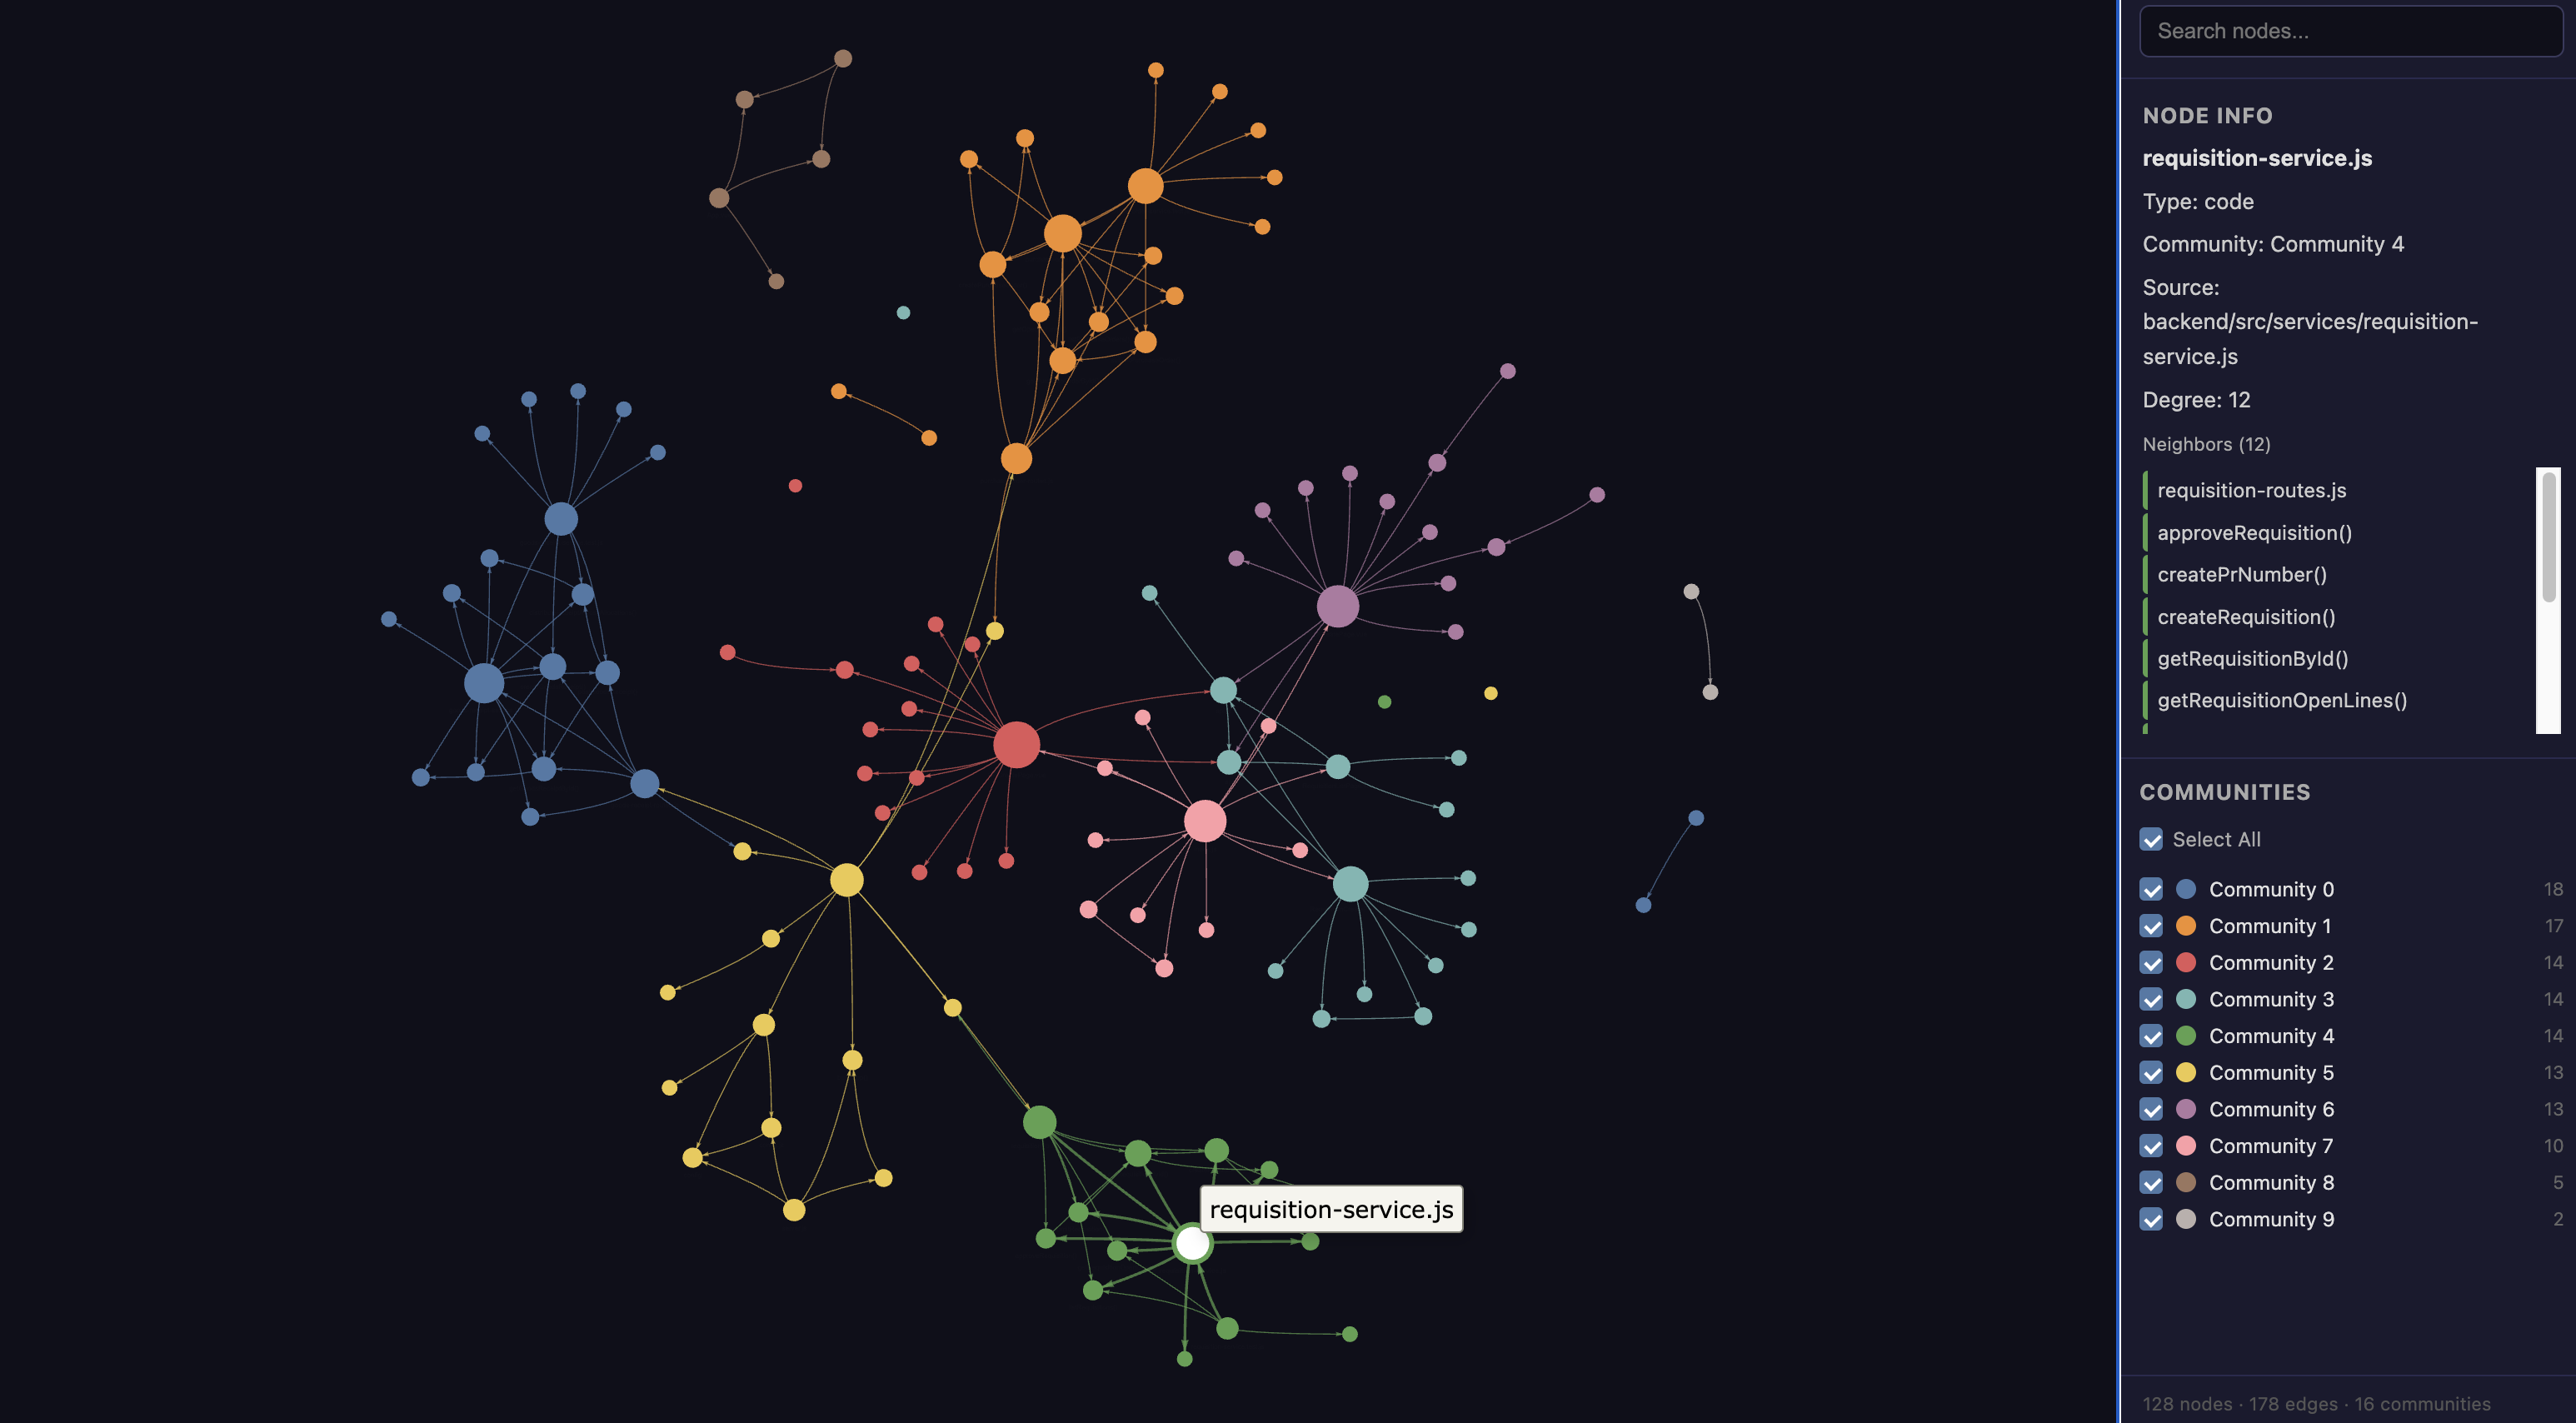 Search nodes...
NODE INFO
requisition-service.js
Type: code
Community: Community 4
Source:
backend/src/services/requisition-
service.js
Degree: 12
Neighbors (12)
requisition-routes.js
approveRequisition()
createPrNumber()
createRequisition()
getRequisitionById()
getRequisitionOpenLines()
COMMUNITIES
Select All
Community 0 18
Community 1 17
Community 2 14
Community 3 14
Community 4 14
Community 5 13
Community 6 13
Community 7 10
Community 8 5
Community 9 2
requisition-service.js
128 nodes · 178 edges · 16 communities